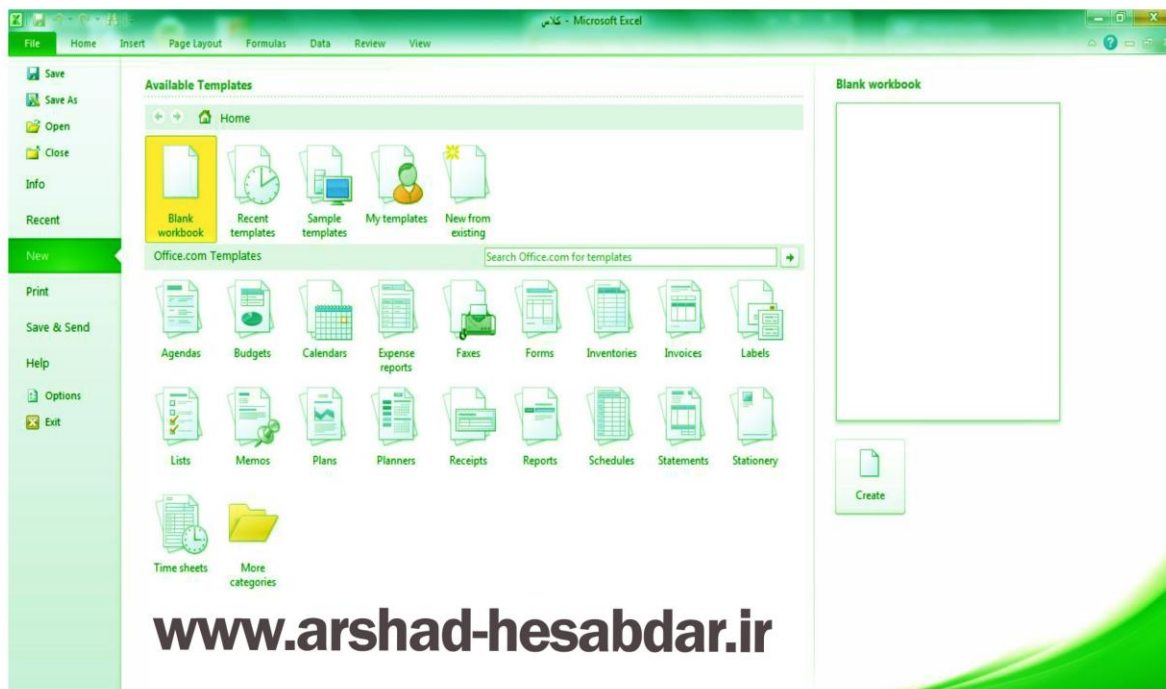 کلاس - Microsoft Excel
File Home Insert Page Layout Formulas Data Review View
Save
Save As
Open
Close
Info
Recent
New
Print
Save & Send
Help
Options
Exit
Available Templates
Home
Blank workbook
Recent templates
Sample templates
My templates
New from existing
Office.com Templates
Search Office.com for templates
Agendas
Budgets
Calendars
Expense reports
Faxes
Forms
Inventories
Invoices
Labels
Lists
Memos
Plans
Planners
Receipts
Reports
Schedules
Statements
Stationery
Time sheets
More categories
www.arshad-hesabdar.ir
Blank workbook
Create